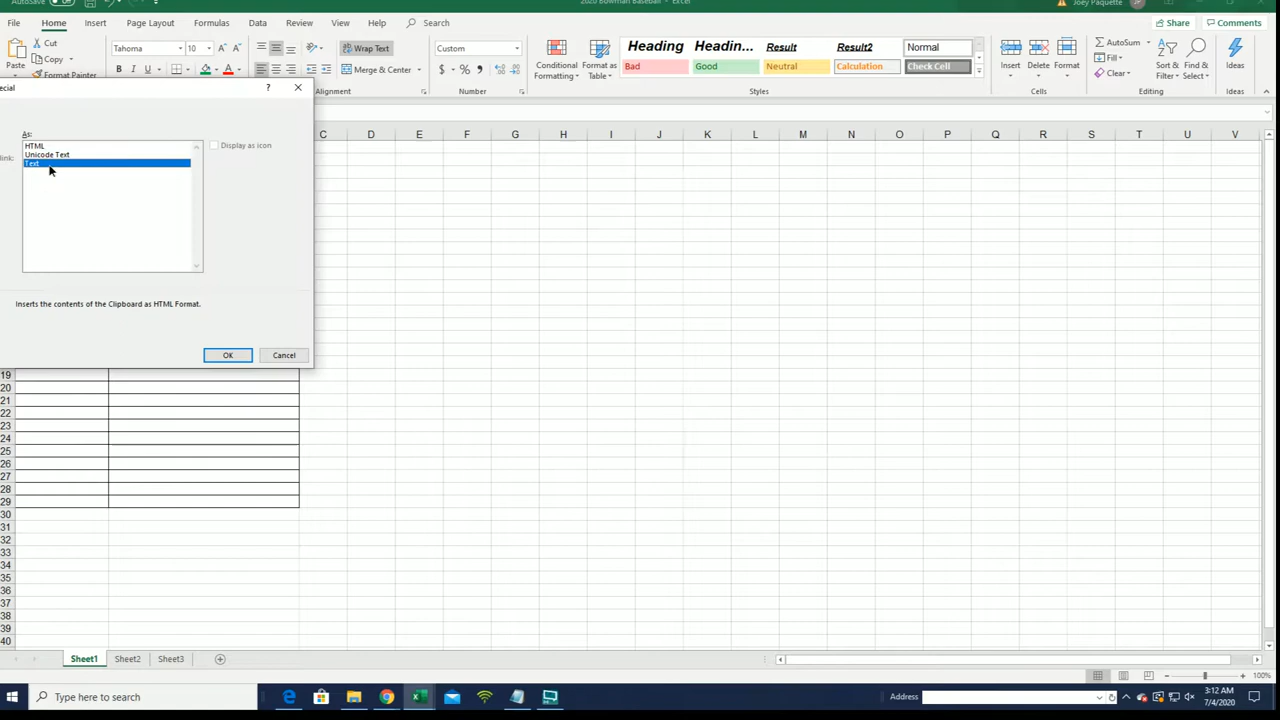 AutoSave Off 2020 Bowman Baseball - Excel Joey Paquette JP
File Home Insert Page Layout Formulas Data Review View Help Search Share Comments
Paste Cut Copy Format Painter
Tahoma 10 A A
B I U A
Wrap Text
Merge & Center
Alignment
Custom
$ % ,
Number
Conditional Formatting Format as Table
Heading Headin... Result Result2 Normal
Bad Good Neutral Calculation Check Cell
Styles
Insert Delete Format
Cells
AutoSum
Fill
Clear
Sort & Filter Find & Select
Ideas
Ideas
ecial ?
As:
link:
HTML
Unicode Text
Text
Display as icon
Inserts the contents of the Clipboard as HTML Format.
OK Cancel
C D E F G H I J K L M N O P Q R S T U V
19
20
21
22
23
24
25
26
27
28
29
30
31
32
33
34
35
36
37
38
39
40
Sheet1 Sheet2 Sheet3
100%
Type here to search
Address
3:12 AM
7/4/2020